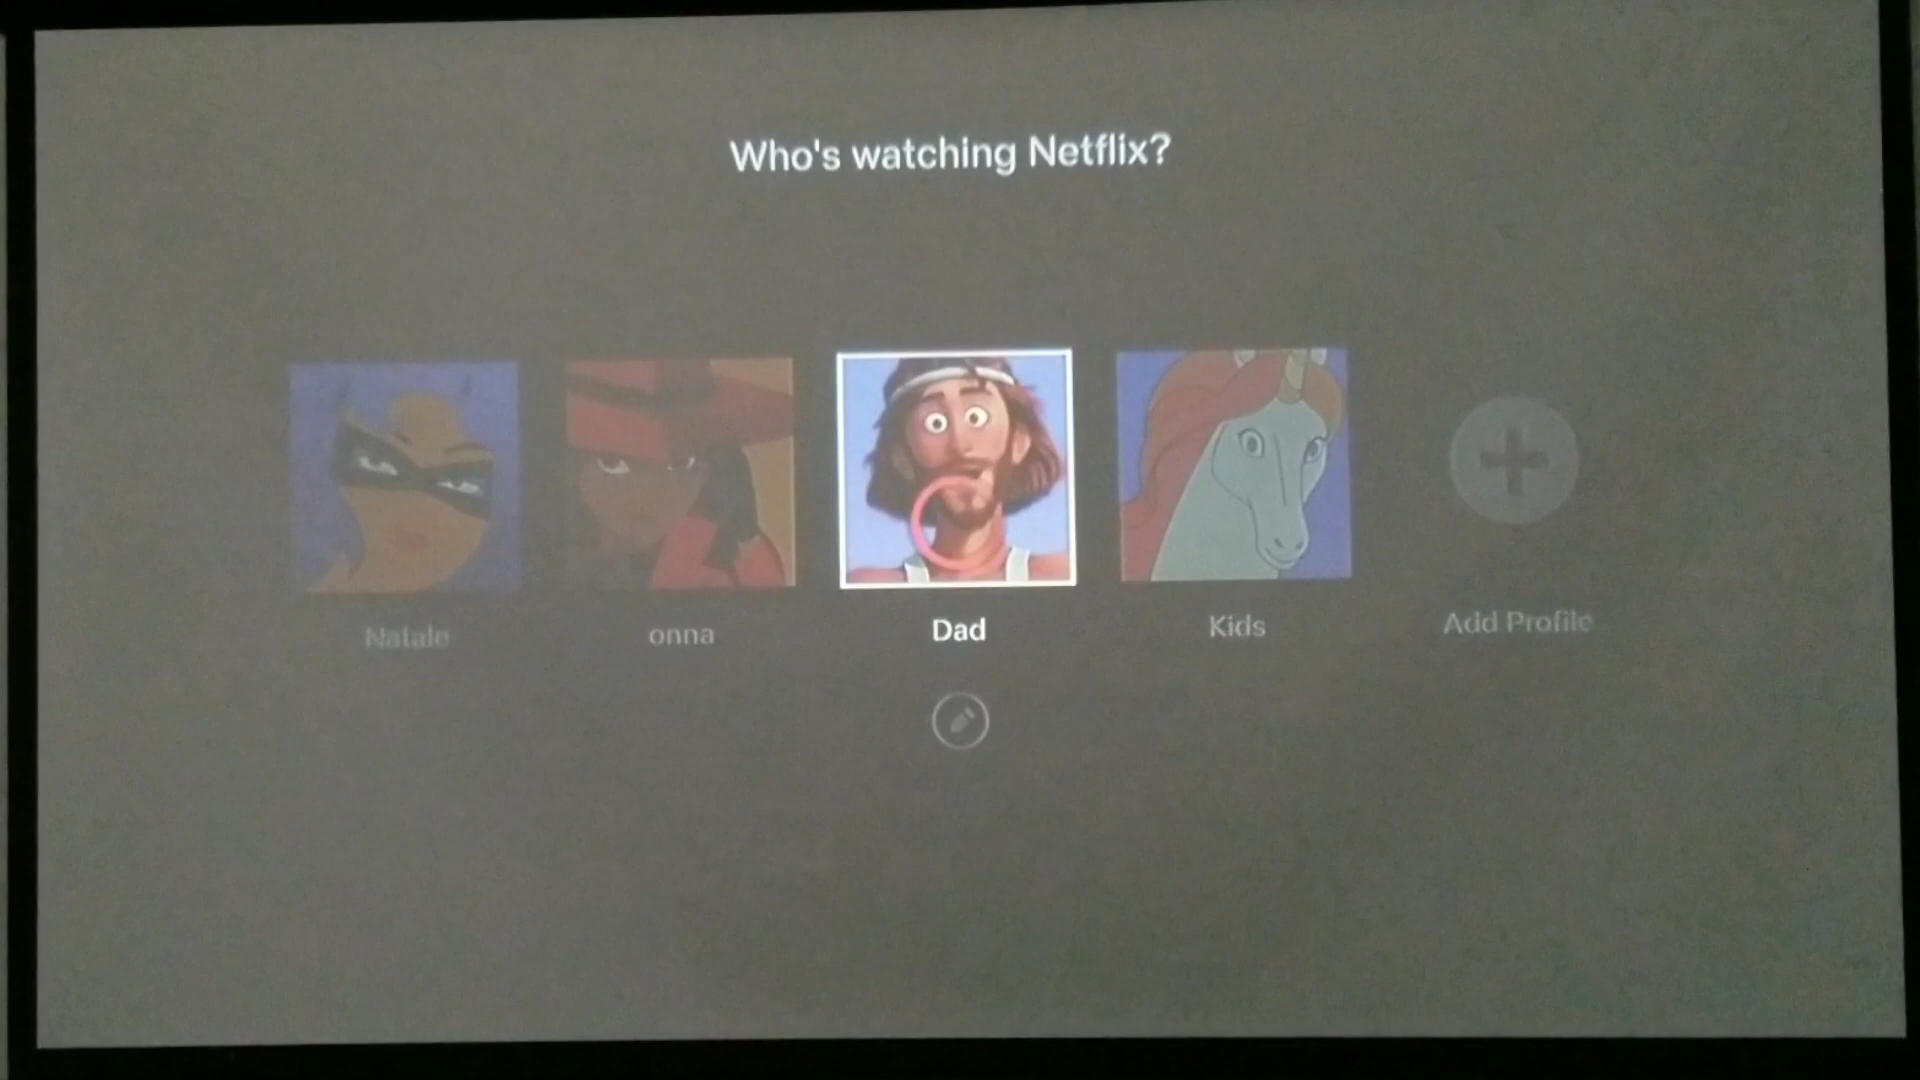 Who's watching Netflix?
Natale
onna
Dad
Kids
Add Profile